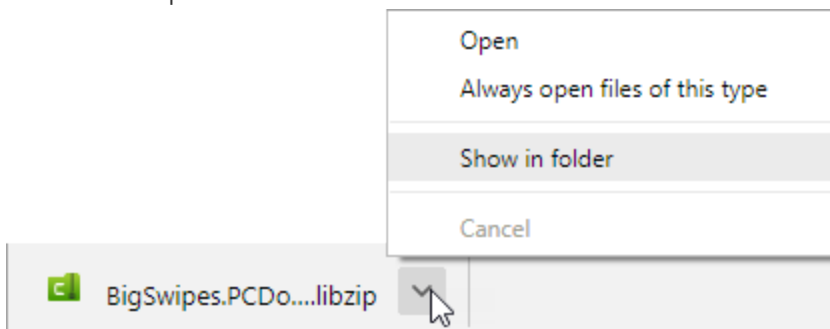 Open
Always open files of this type
Show in folder
Cancel
BigSwipes.PCDo....libzip